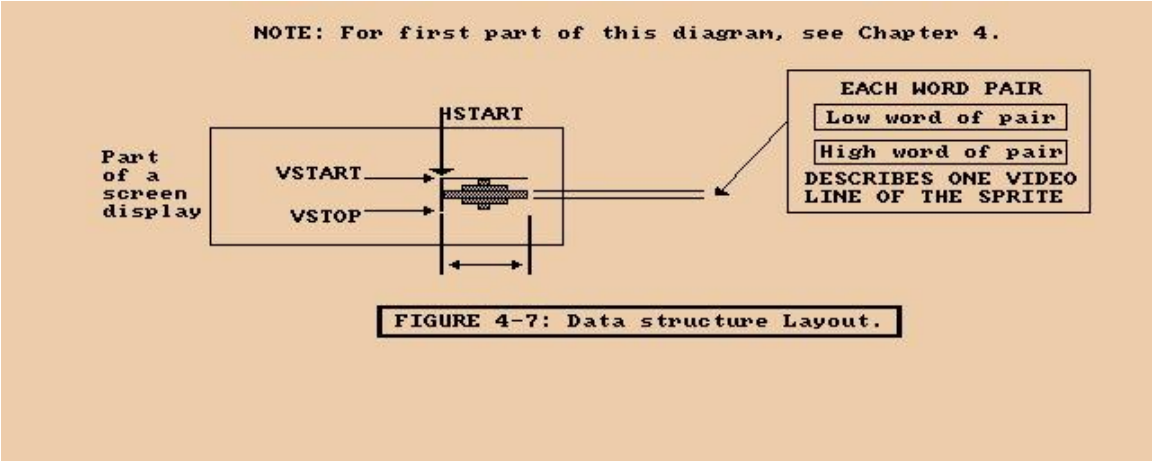 NOTE: For first part of this diagram, see Chapter 4.
EACH WORD PAIR
Low word of pair
High word of pair
DESCRIBES ONE VIDEO
LINE OF THE SPRITE
HSTART
Part
of a
screen
display
VSTART
VSTOP
FIGURE 4-7: Data structure Layout.